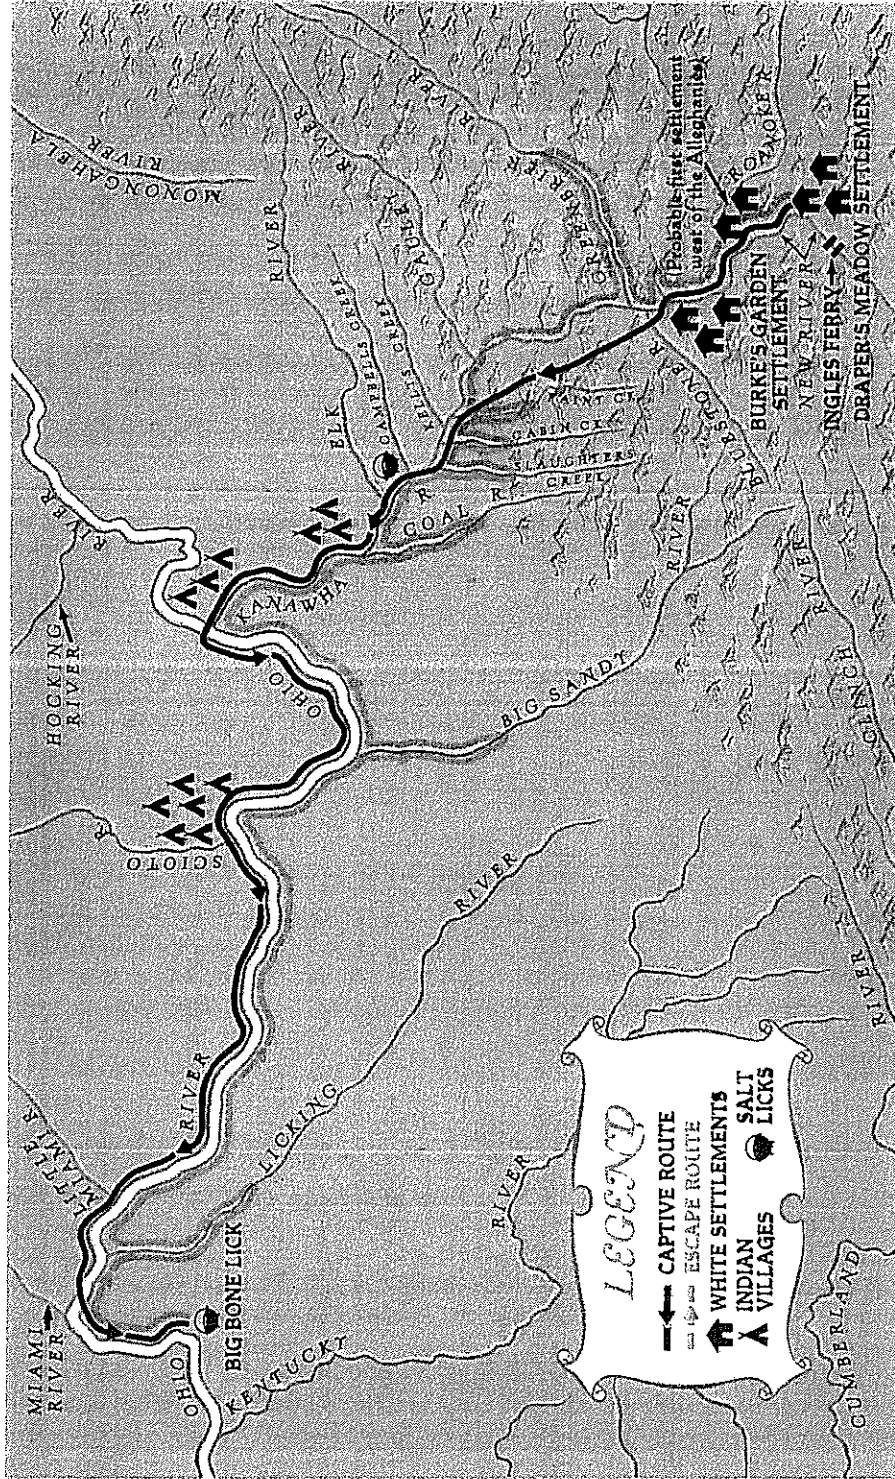 MIAMI
RIVER
LITTLE
MIAMI R.
OHIO
BIG BONE LICK
KENTUCKY
RIVER
LICKING
RIVER
RIVER
SCIOTO
R.
HOCKING
RIVER
RIVER
OHIO
KANAWHA
R.
BIG SANDY
RIVER
MONONGAHELA
RIVER
ELK
RIVER
CAMPBELLS CREEK
KELLYS CREEK
GAULEY
RIVER
GREENBRIER
RIVER
COAL R.
SLAUGHTERS
CREEK
CABIN CK.
PAINT CK.
BLUESTONE R.
(Probable first settlement
west of the Alleghanies)
ROANOKE R.
BURKE'S GARDEN
SETTLEMENT
NEW RIVER
INGLES FERRY
DRAPER'S MEADOW SETTLEMENT
CLINCH
RIVER
RIVER
CUMBERLAND
LEGEND
CAPTIVE ROUTE
ESCAPE ROUTE
WHITE SETTLEMENTS
INDIAN
VILLAGES
SALT
LICKS